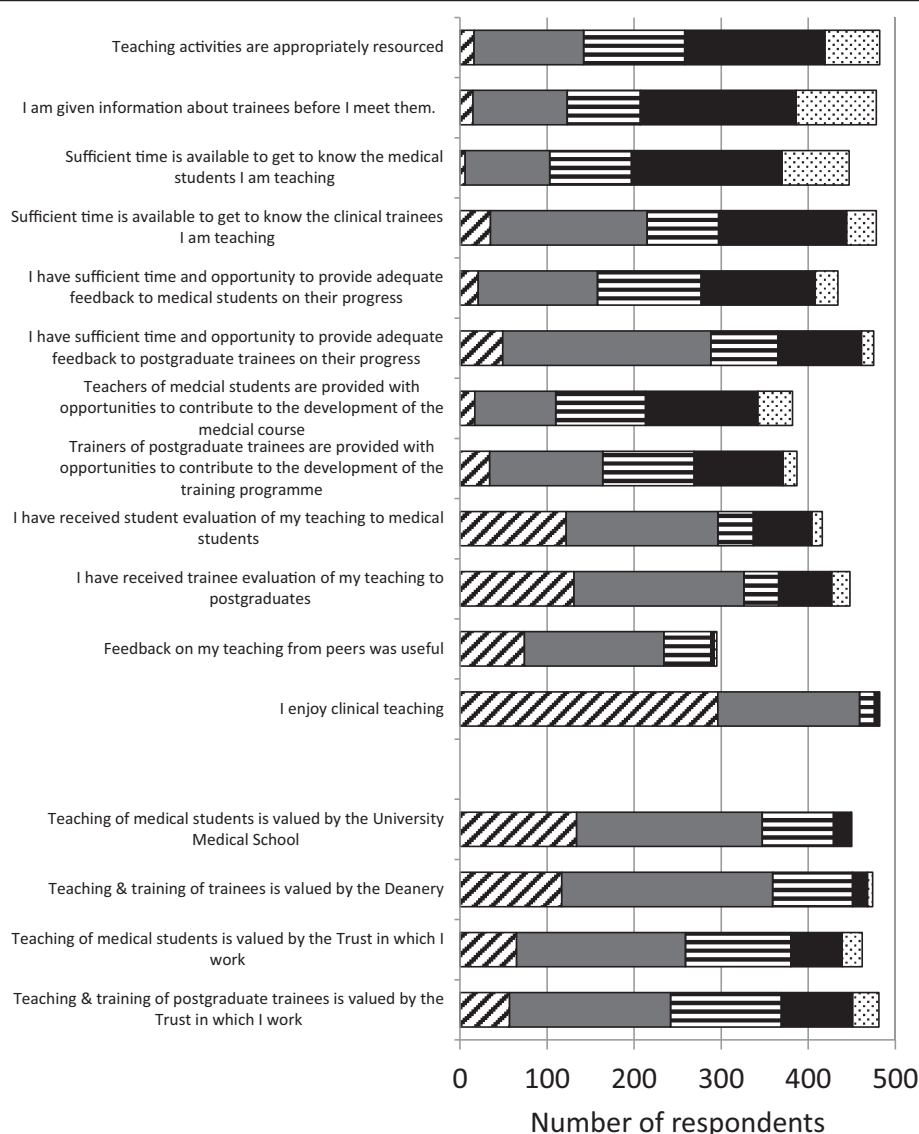 Teaching activities are appropriately resourced
I am given information about trainees before I meet them.
Sufficient time is available to get to know the medical
students I am teaching
Sufficient time is available to get to know the clinical trainees
I am teaching
I have sufficient time and opportunity to provide adequate
feedback to medical students on their progress
I have sufficient time and opportunity to provide adequate
feedback to postgraduate trainees on their progress
Teachers of medcial students are provided with
opportunities to contribute to the development of the
medcial course
Trainers of postgraduate trainees are provided with
opportunities to contribute to the development of the
training programme
I have received student evaluation of my teaching to medical
students
I have received trainee evaluation of my teaching to
postgraduates
Feedback on my teaching from peers was useful
I enjoy clinical teaching
Teaching of medical students is valued by the University
Medical School
Teaching & training of trainees is valued by the Deanery
Teaching of medical students is valued by the Trust in which I
work
Teaching & training of postgraduate trainees is valued by the
Trust in which I work
0 100 200 300 400 500
Number of respondents